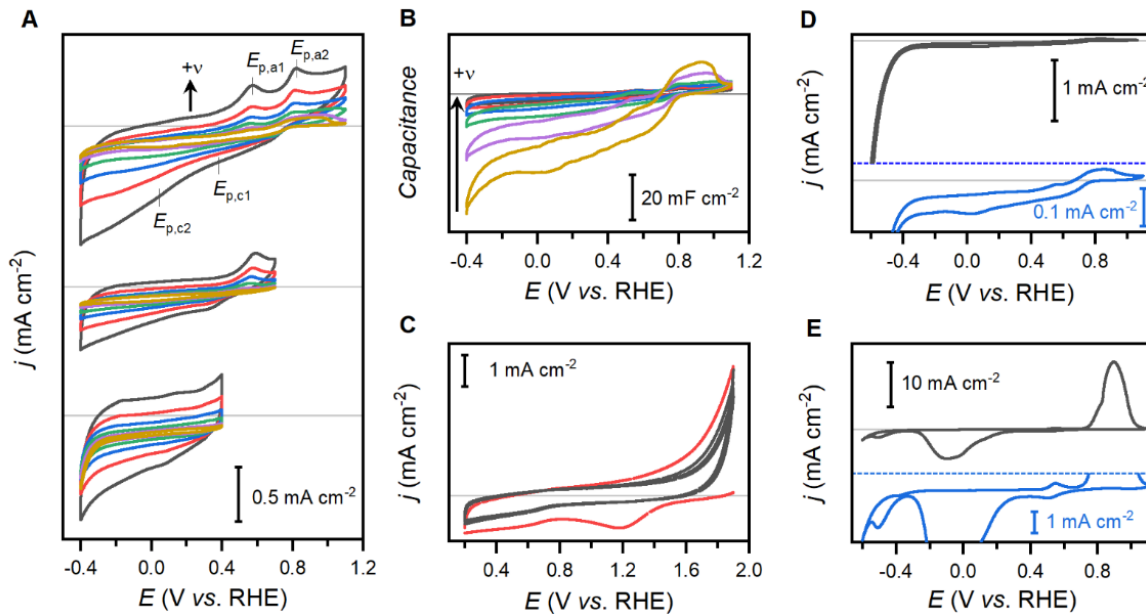 A
+ν
E p,a1
E p,a2
E p,c1
E p,c2
j (mA cm-2)
0.5 mA cm-2
-0.4 0.0 0.4 0.8 1.2
E (V vs. RHE)
B
+ν
Capacitance
20 mF cm-2
-0.4 0.0 0.4 0.8 1.2
E (V vs. RHE)
C
1 mA cm-2
j (mA cm-2)
0.4 0.8 1.2 1.6 2.0
E (V vs. RHE)
D
1 mA cm-2
j (mA cm-2)
0.1 mA cm-2
-0.4 0.0 0.4 0.8
E (V vs. RHE)
E
10 mA cm-2
j (mA cm-2)
1 mA cm-2
-0.4 0.0 0.4 0.8
E (V vs. RHE)